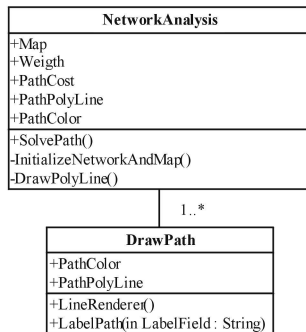 NetworkAnalysis
+Map
+Weigth
+PathCost
+PathPolyLine
+PathColor
+SolvePath()
-InitializeNetworkAndMap()
-DrawPolyLine()
1..*
DrawPath
+PathColor
+PathPolyLine
+LineRenderer()
+LabelPath(in LabelField : String)